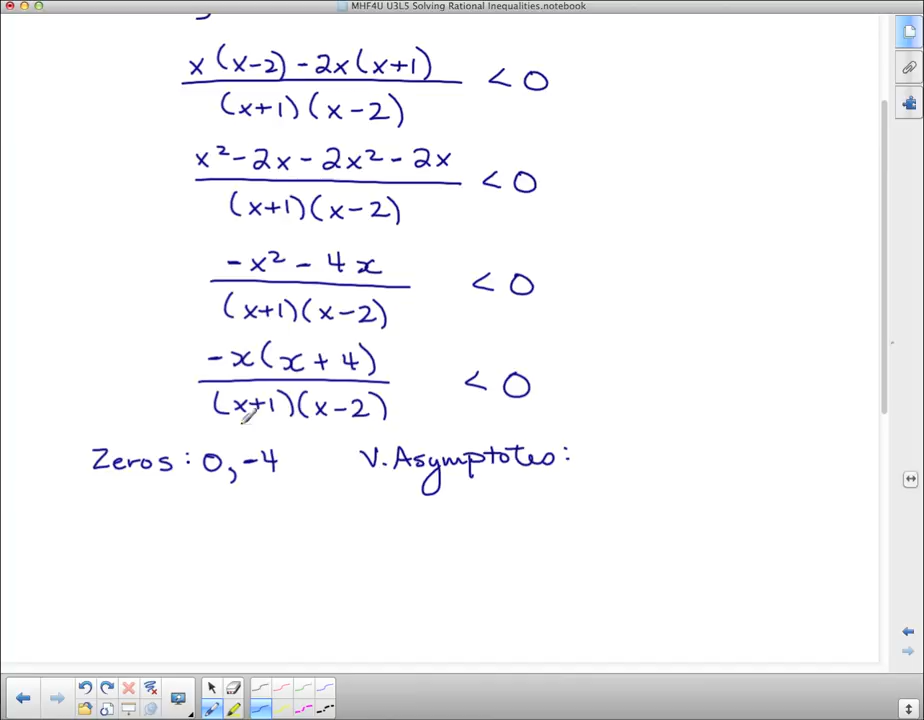 MHF4U U3L5 Solving Rational Inequalities.notebook
x(x-2) - 2x(x+1)
(x+1)(x-2)
< 0
x² - 2x - 2x² - 2x
(x+1)(x-2)
< 0
-x² - 4x
(x+1)(x-2)
< 0
-x(x+4)
(x+1)(x-2)
< 0
Zeros: 0, -4 V. Asymptotes: